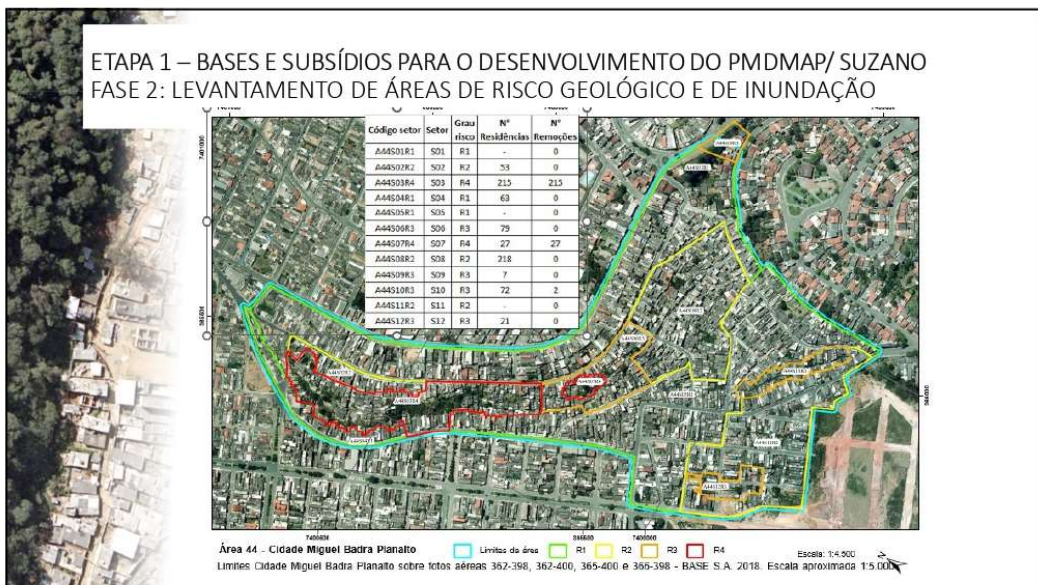 ETAPA 1 – BASES E SUBSÍDIOS PARA O DESENVOLVIMENTO DO PMDMAP/ SUZANO
FASE 2: LEVANTAMENTO DE ÁREAS DE RISCO GEOLÓGICO E DE INUNDAÇÃO
Código setor Setor Grau risco N° Residências N° Remoções
A44S01R1 S01 R1 - 0
A44S02R2 S02 R2 53 0
A44S03R4 S03 R4 215 215
A44S04R1 S04 R1 63 0
A44S05R1 S05 R1 - 0
A44S06R3 S06 R3 79 0
A44S07R4 S07 R4 27 27
A44S08R2 S08 R2 218 0
A44S09R3 S09 R3 7 0
A44S10R3 S10 R3 72 2
A44S11R2 S11 R2 - 0
A44S12R3 S12 R3 21 0
7401000
7400600
7400
Área 44 - Cidade Miguel Badra Planalto Limites da área R1 R2 R3 R4 Escala: 1:4.500
Limites Cidade Miguel Badra Planalto sobre fotos aéreas 362-398, 362-400, 365-400 e 366-398 - BASE S.A. 2018. Escala aproximada 1:5.000